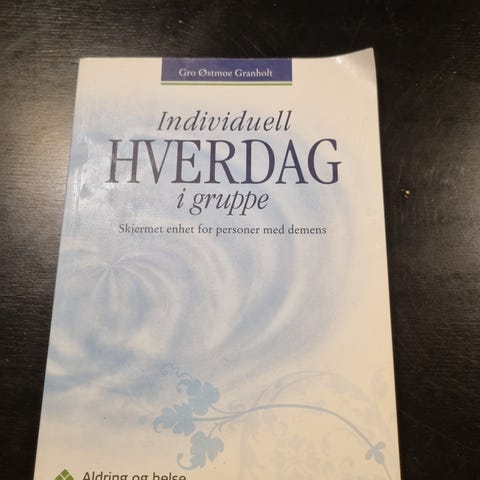 Gro Østmoe Granholt
Individuell
HVERDAG
i gruppe
Skjermet enhet for personer med demens
Aldring og helse